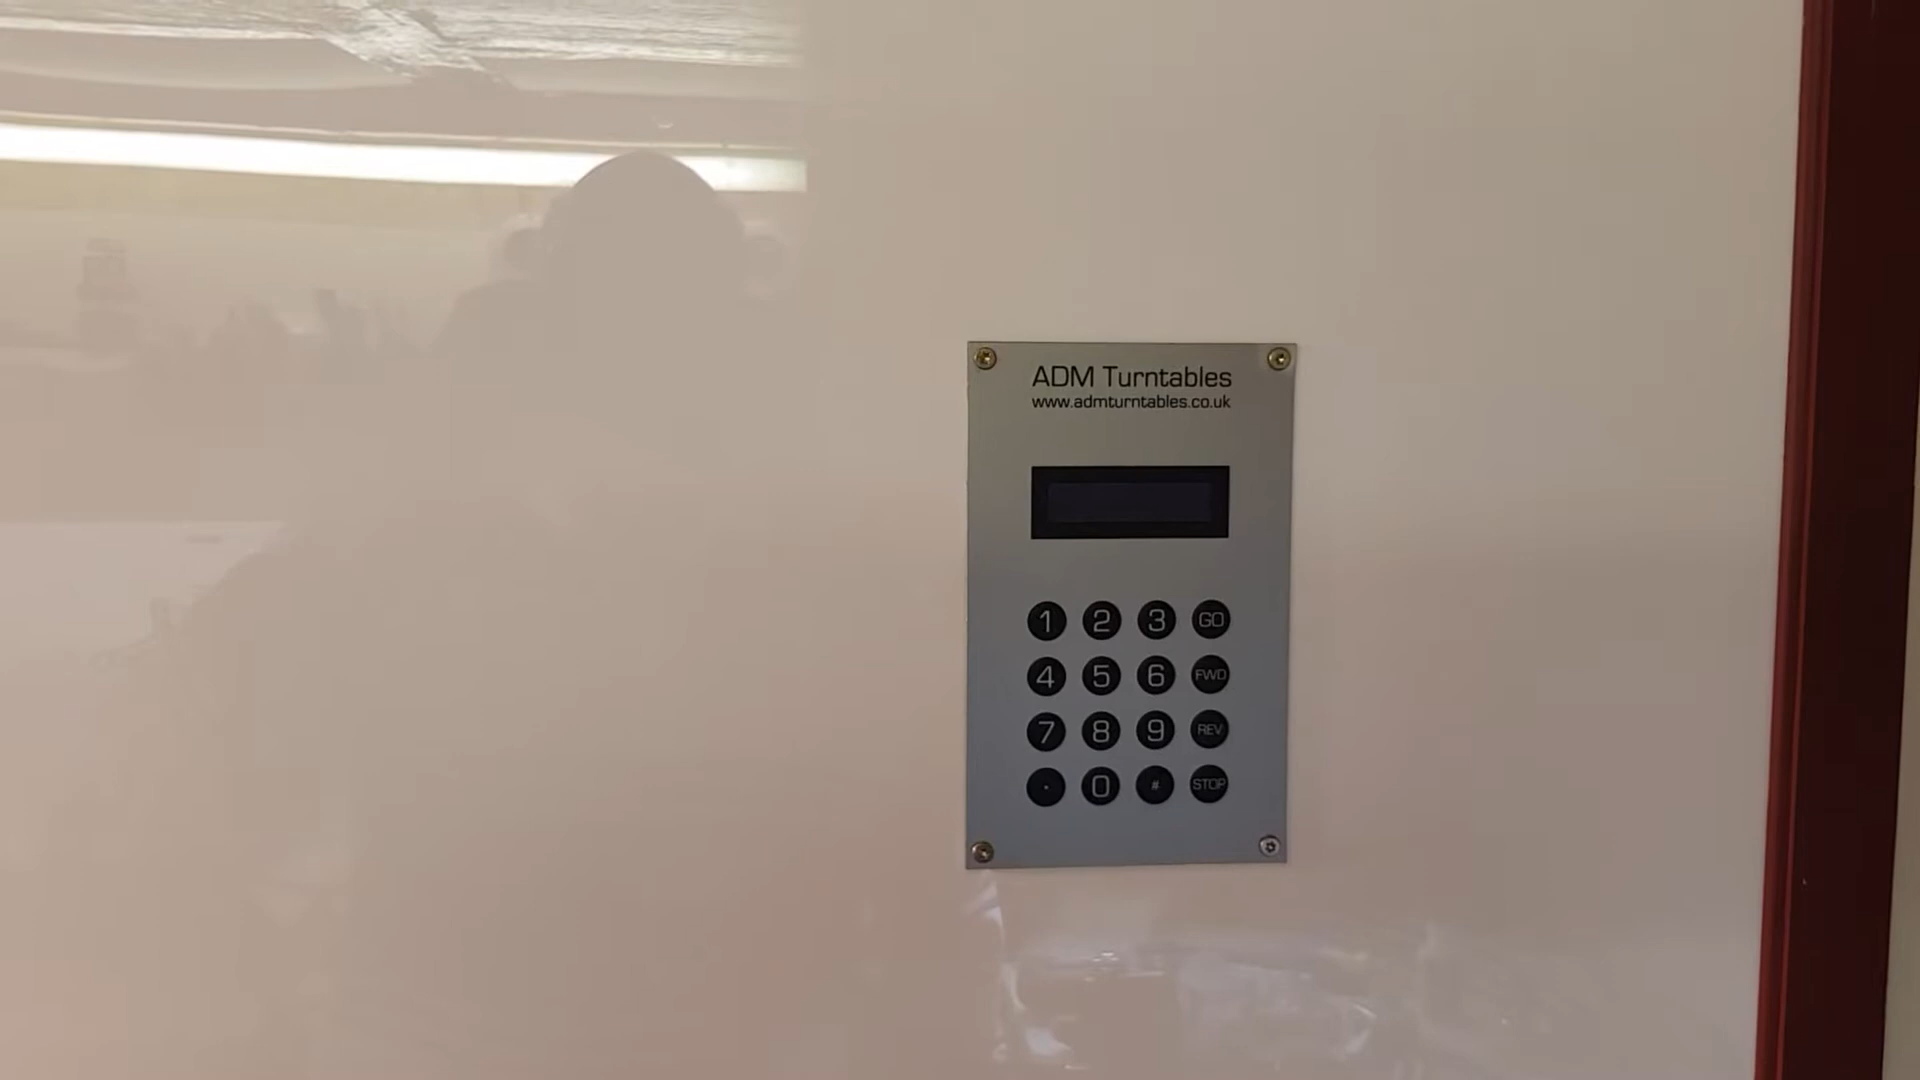 ADM Turntables
www.admturntables.co.uk
1 2 3 GO
4 5 6 FWD
7 8 9 REV
. 0 # STOP